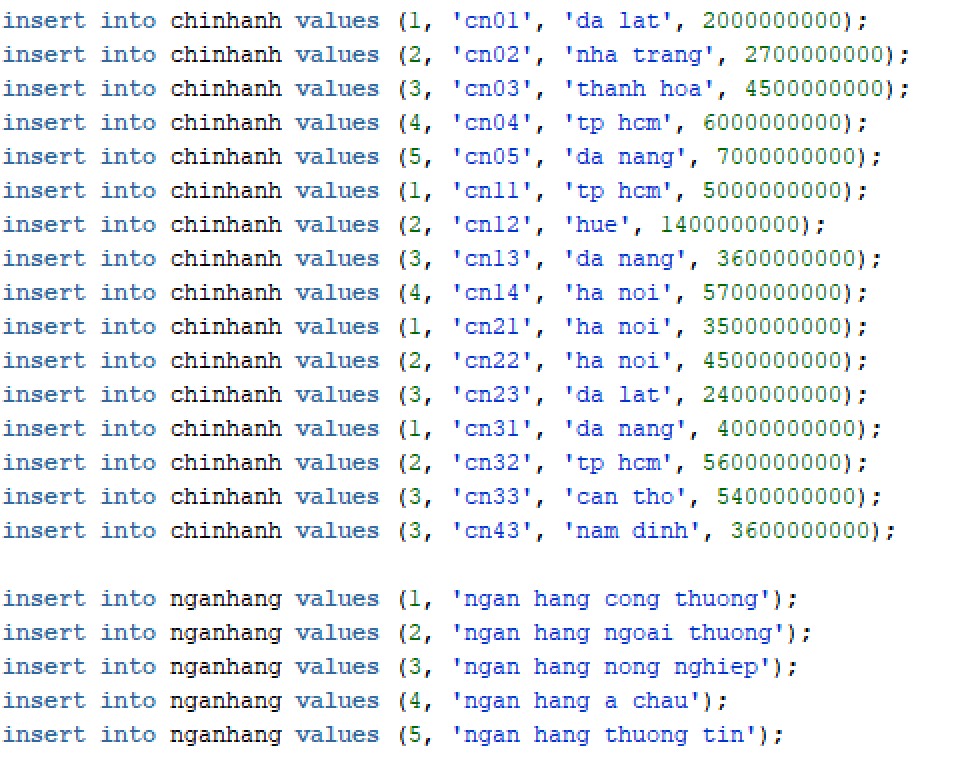 insert into chinhanh values (1, 'cn01', 'da lat', 2000000000);
insert into chinhanh values (2, 'cn02', 'nha trang', 2700000000);
insert into chinhanh values (3, 'cn03', 'thanh hoa', 4500000000);
insert into chinhanh values (4, 'cn04', 'tp hcm', 6000000000);
insert into chinhanh values (5, 'cn05', 'da nang', 7000000000);
insert into chinhanh values (1, 'cn11', 'tp hcm', 5000000000);
insert into chinhanh values (2, 'cn12', 'hue', 1400000000);
insert into chinhanh values (3, 'cn13', 'da nang', 3600000000);
insert into chinhanh values (4, 'cn14', 'ha noi', 5700000000);
insert into chinhanh values (1, 'cn21', 'ha noi', 3500000000);
insert into chinhanh values (2, 'cn22', 'ha noi', 4500000000);
insert into chinhanh values (3, 'cn23', 'da lat', 2400000000);
insert into chinhanh values (1, 'cn31', 'da nang', 4000000000);
insert into chinhanh values (2, 'cn32', 'tp hcm', 5600000000);
insert into chinhanh values (3, 'cn33', 'can tho', 5400000000);
insert into chinhanh values (3, 'cn43', 'nam dinh', 3600000000);
insert into nganhang values (1, 'ngan hang cong thuong');
insert into nganhang values (2, 'ngan hang ngoai thuong');
insert into nganhang values (3, 'ngan hang nong nghiep');
insert into nganhang values (4, 'ngan hang a chau');
insert into nganhang values (5, 'ngan hang thuong tin');